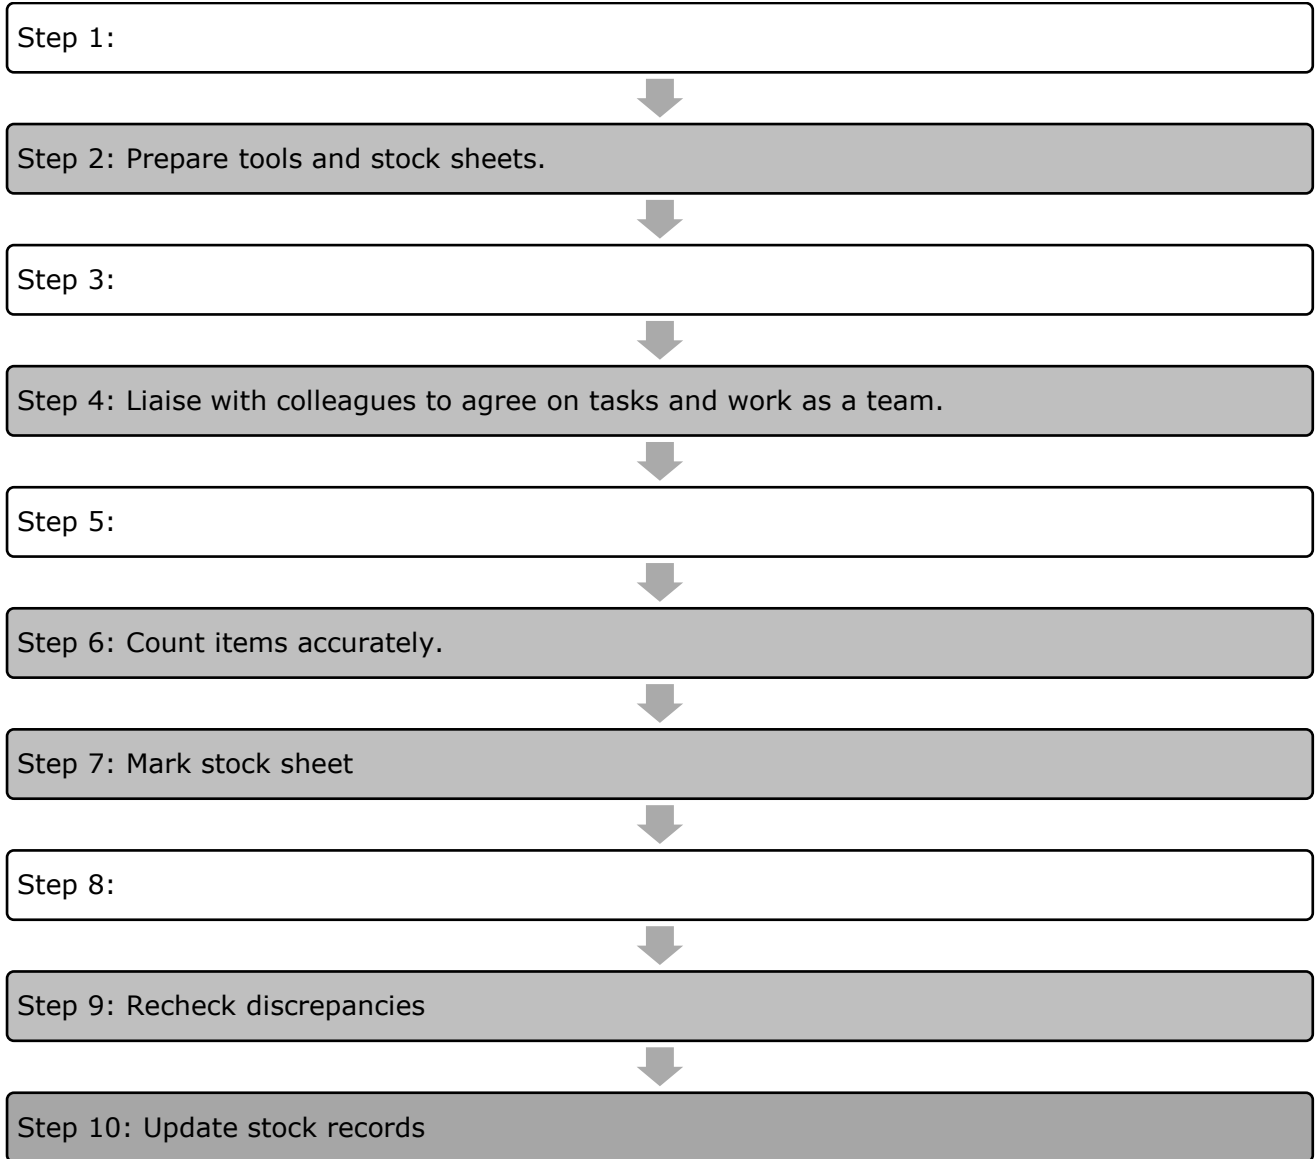 Step 1:
Step 2: Prepare tools and stock sheets.
Step 3:
Step 4: Liaise with colleagues to agree on tasks and work as a team.
Step 5:
Step 6: Count items accurately.
Step 7: Mark stock sheet
Step 8:
Step 9: Recheck discrepancies
Step 10: Update stock records